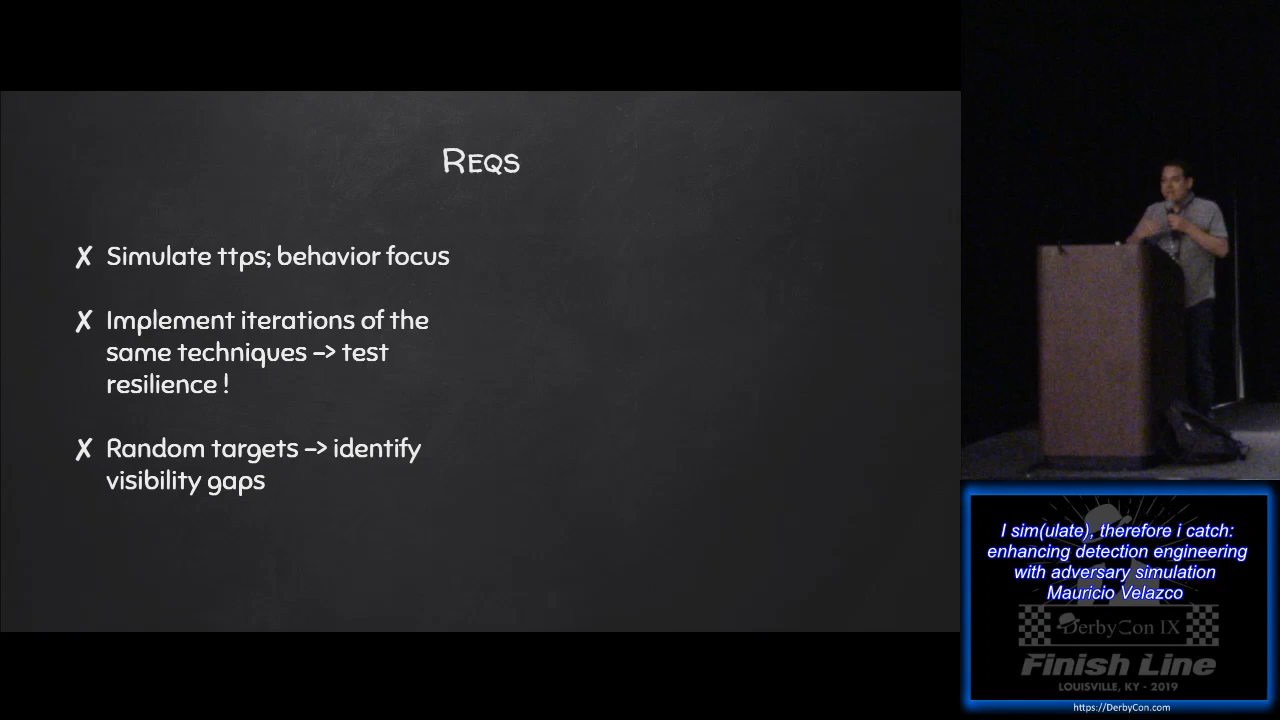 Reqs
✗ Simulate ttps; behavior focus
✗ Implement iterations of the
same techniques -> test
resilience !
✗ Random targets -> identify
visibility gaps
I sim(ulate), therefore i catch:
enhancing detection engineering
with adversary simulation
Mauricio Velazco
DerbyCon IX
Finish Line
LOUISVILLE, KY - 2019
https://DerbyCon.com